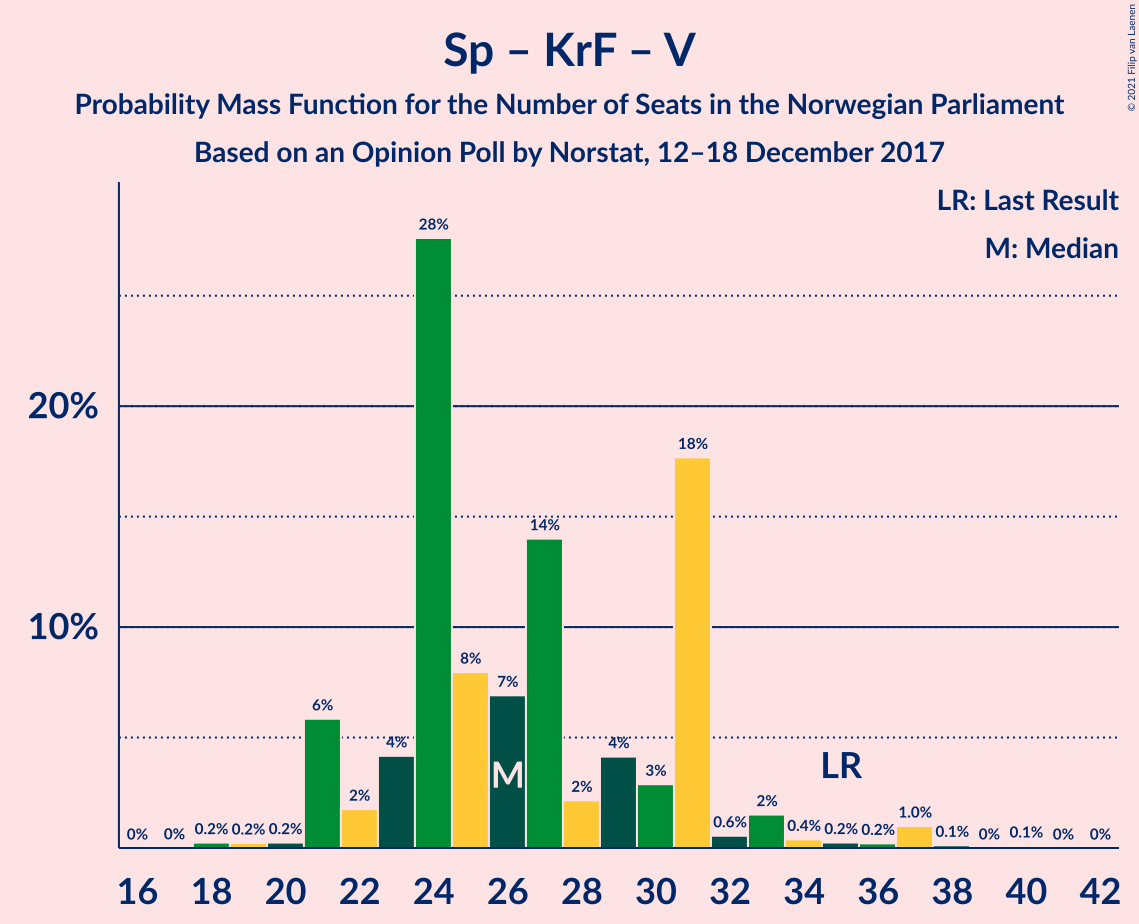 Sp – KrF – V
Probability Mass Function for the Number of Seats in the Norwegian Parliament
Based on an Opinion Poll by Norstat, 12–18 December 2017
© 2021 Filip van Laenen
LR: Last Result
M: Median
20%
10%
0% 0% 0.2% 0.2% 0.2% 6% 2% 4% 28% 8% 7% 14% 2% 4% 3% 18% 0.6% 2% 0.4% 0.2% 0.2% 1.0% 0.1% 0% 0.1% 0% 0%
M
LR
16 18 20 22 24 26 28 30 32 34 36 38 40 42